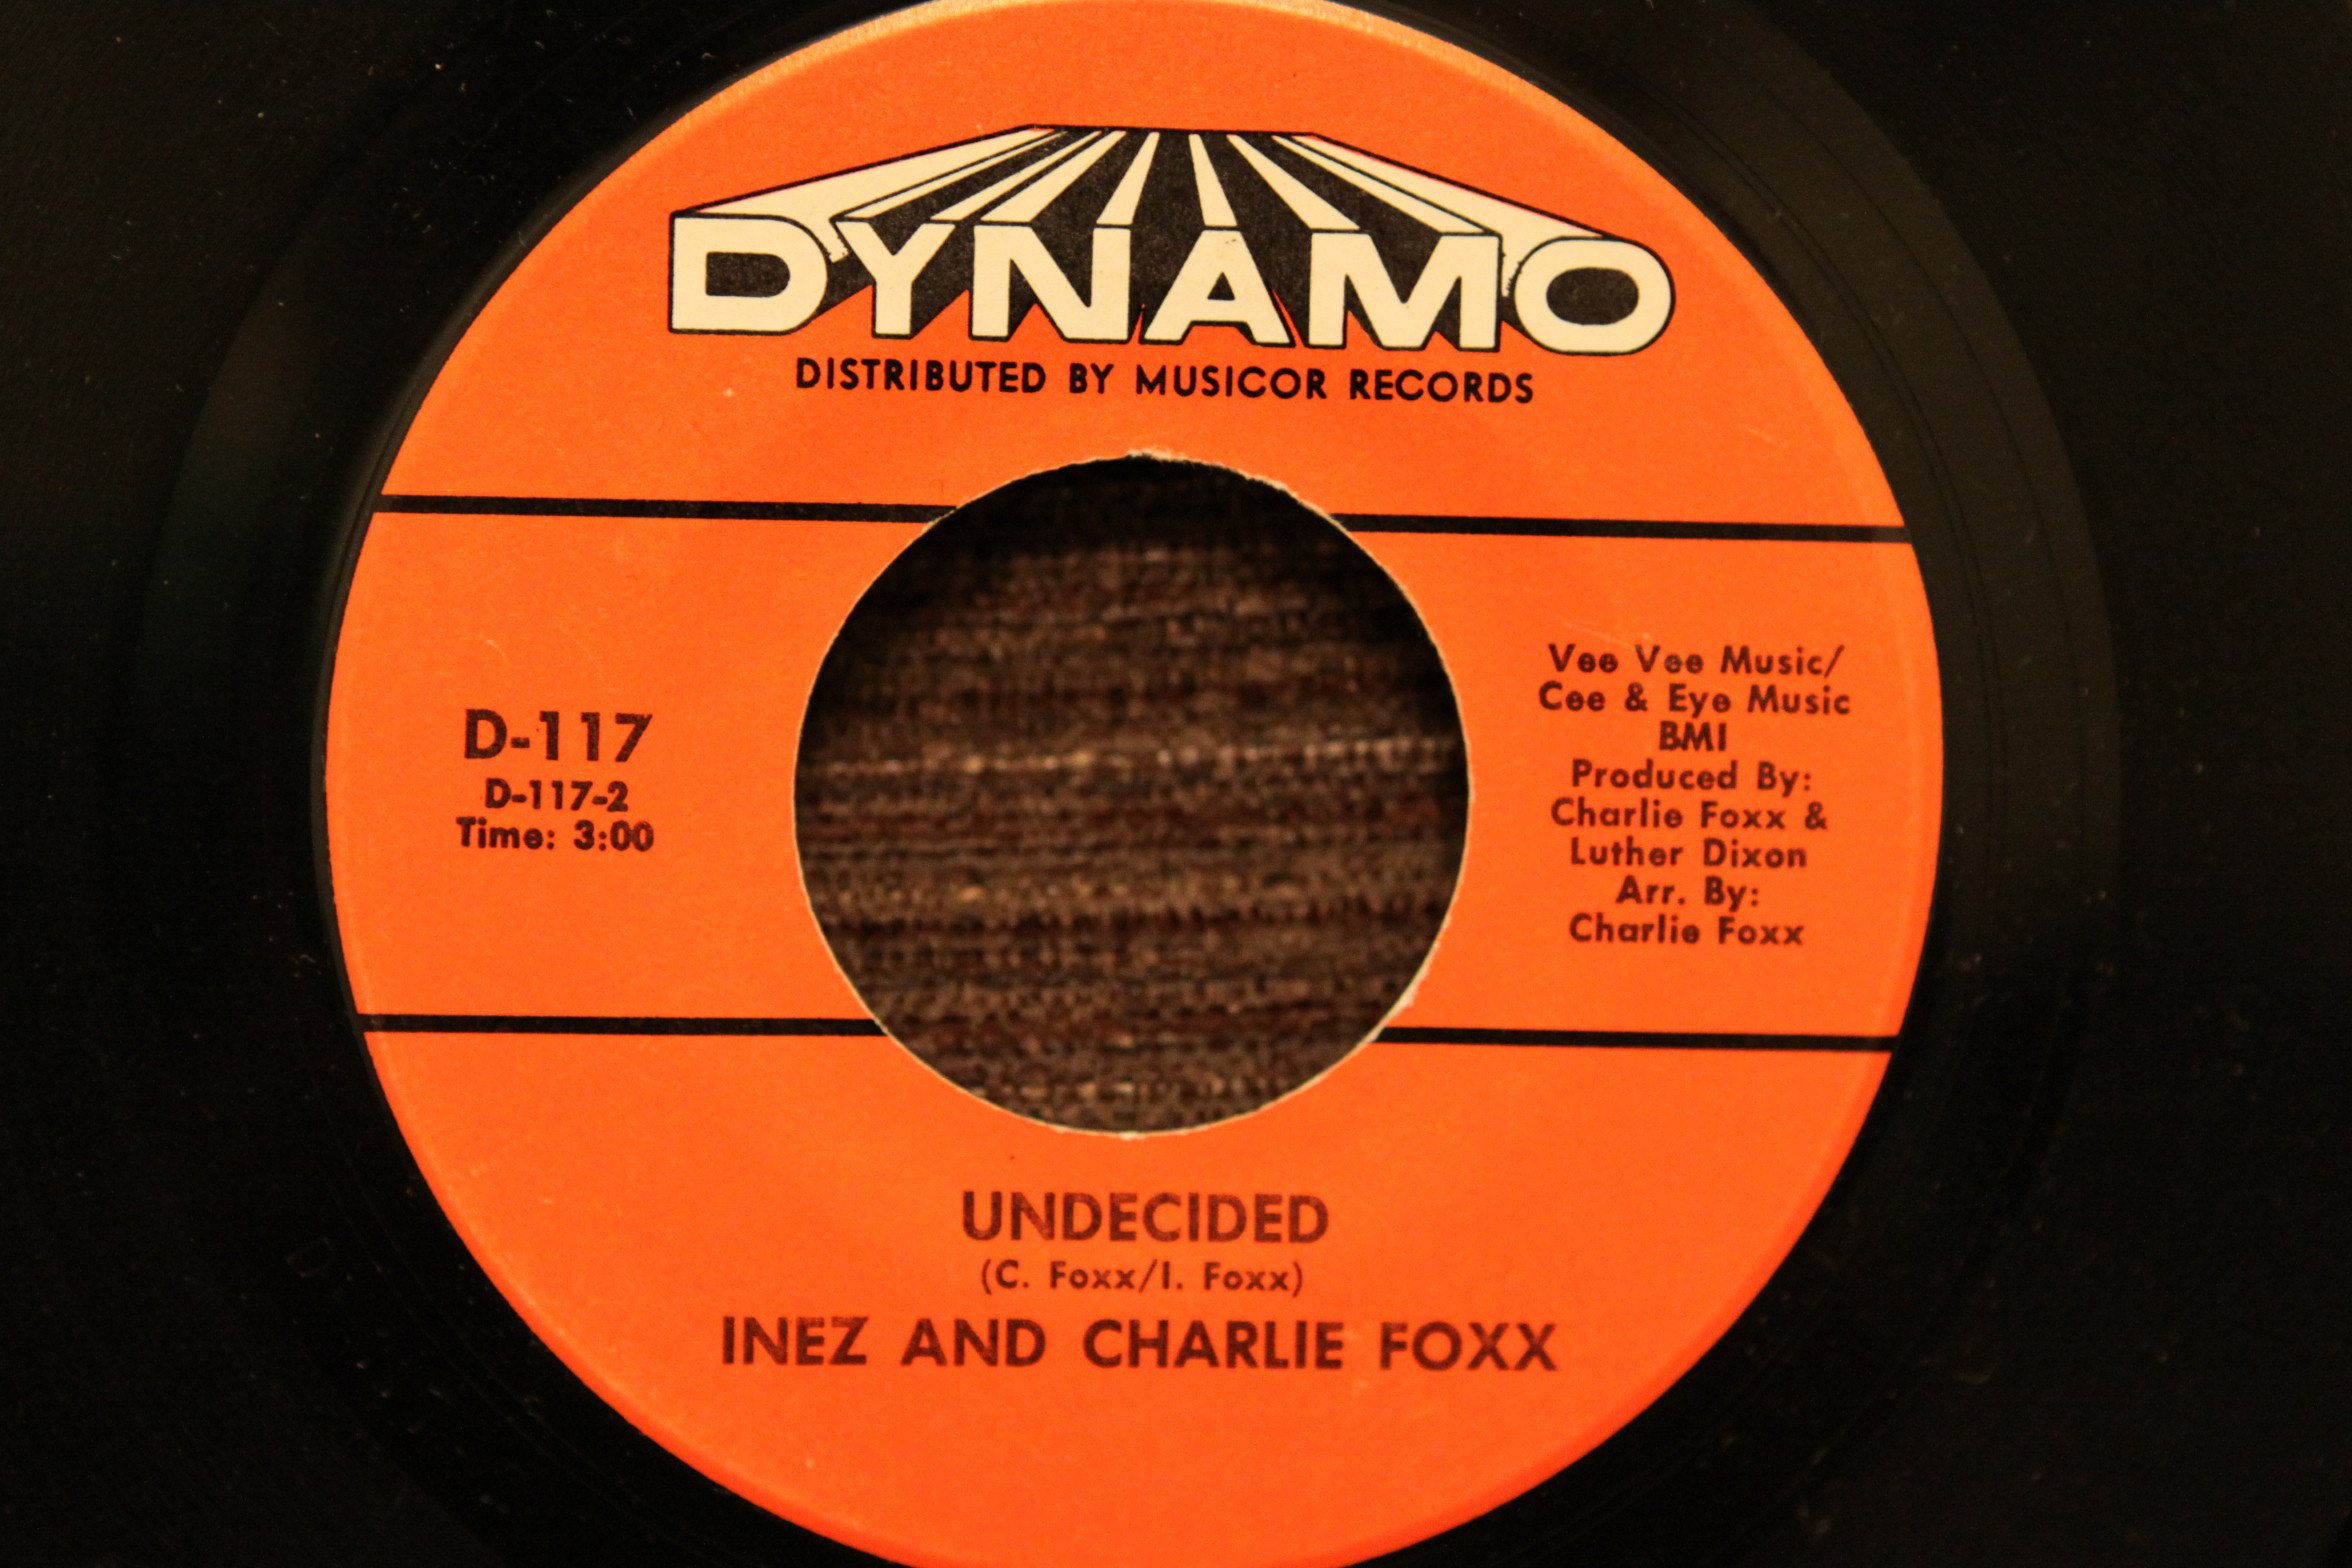 DYNAMO
DISTRIBUTED BY MUSICOR RECORDS
D-117
D-117-2
Time: 3:00
Vee Vee Music/
Cee & Eye Music
BMI
Produced By:
Charlie Foxx &
Luther Dixon
Arr. By:
Charlie Foxx
UNDECIDED
(C. Foxx/I. Foxx)
INEZ AND CHARLIE FOXX